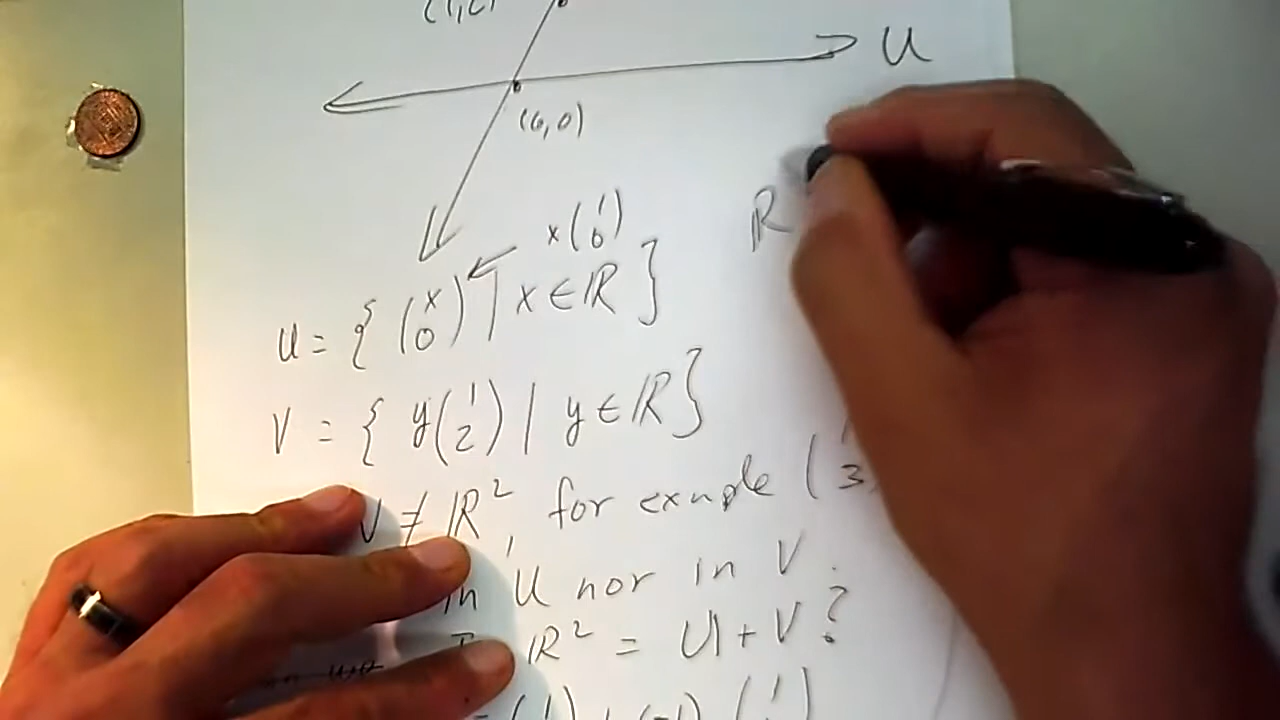 (1,2)
U
(0,0)
ℝ
x(1 0)
U = { (x 0) | x ∈ ℝ }
V = { y(1 2) | y ∈ ℝ }
V ≠ ℝ², for exmple ( 3
in U nor in V.
ℝ² = U + V ?